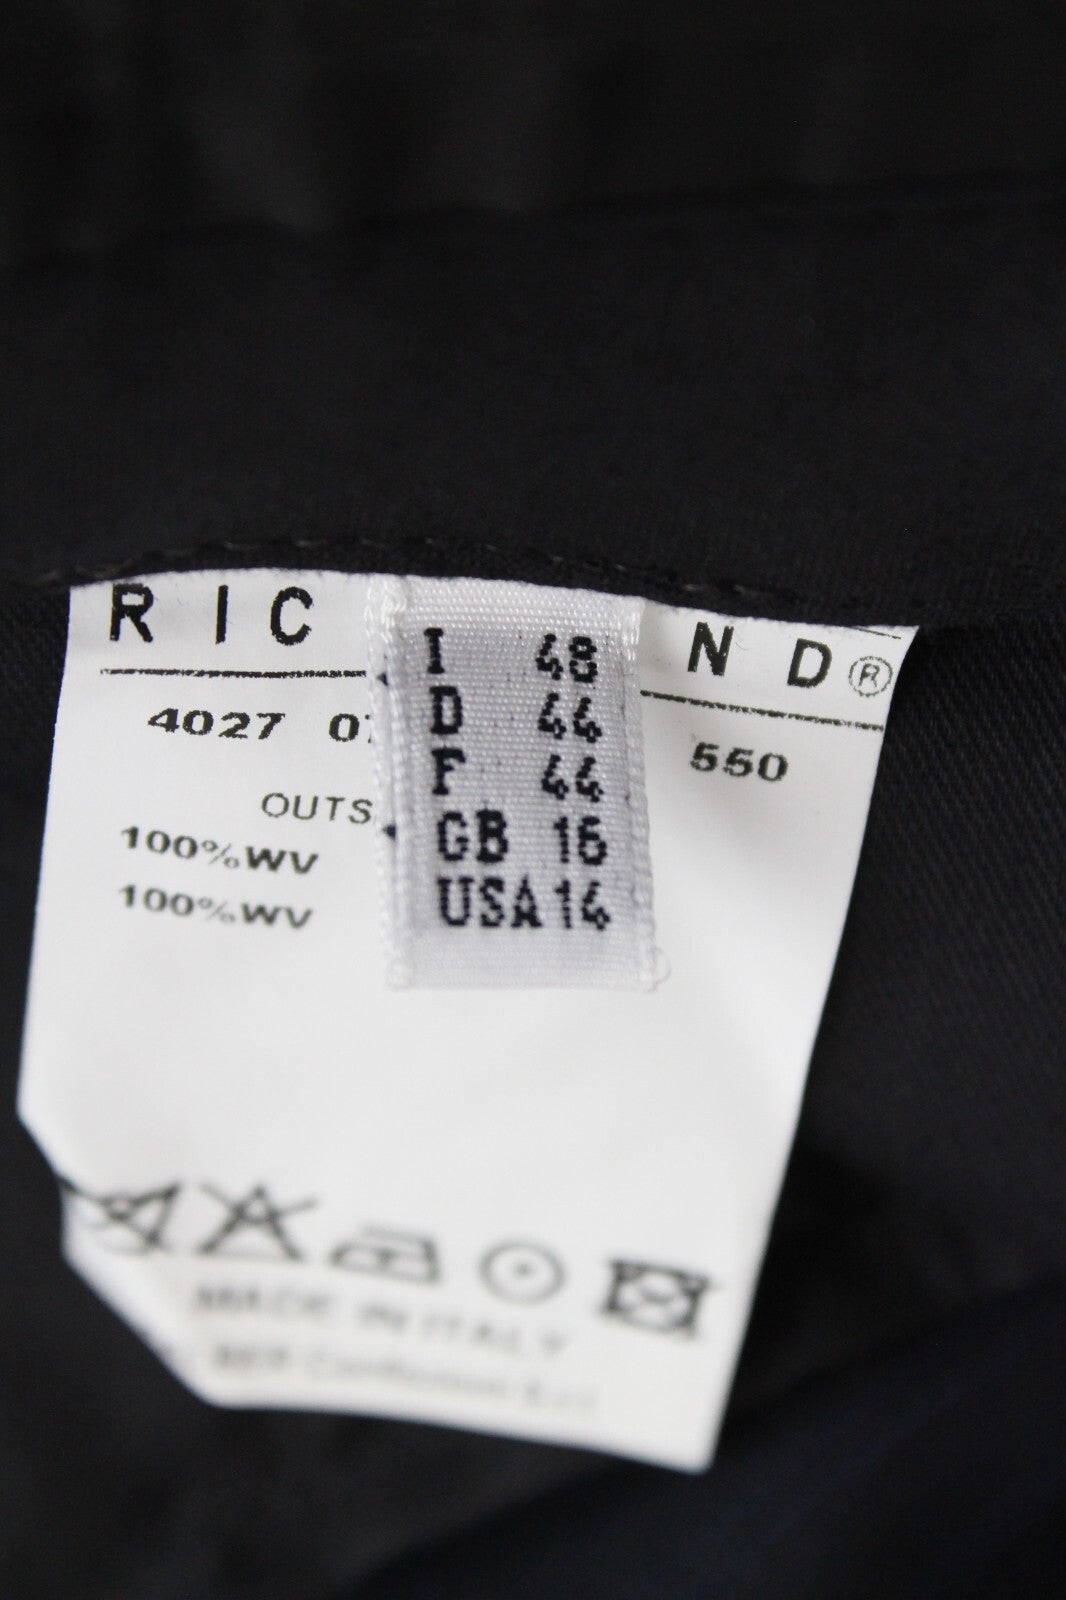 RIC ND®
4027 07 550
OUTS
100%WV
100%WV
I 48
D 44
F 44
GB 16
USA 14
MADE IN ITALY